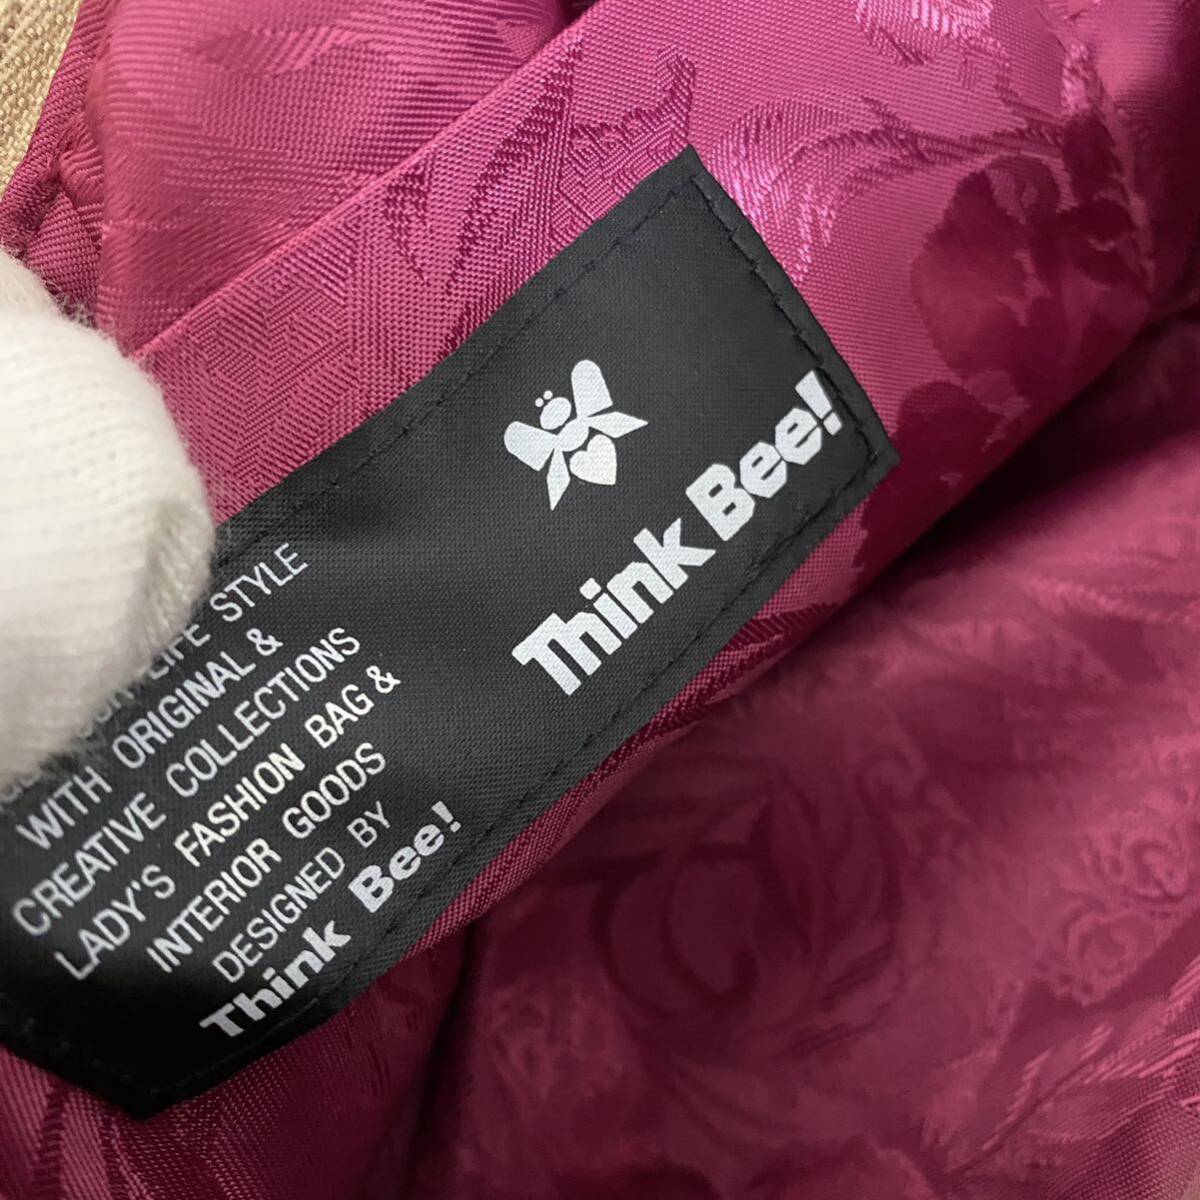 Think Bee!
LIFE STYLE
WITH ORIGINAL &
CREATIVE COLLECTIONS
LADY'S FASHION BAG &
INTERIOR GOODS
DESIGNED BY
Think Bee!